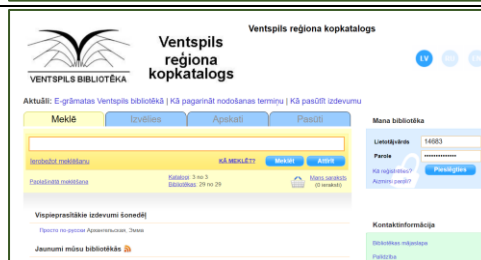 Ventspils reģiona kopkatalogs
Ventspils
reģiona
kopkatalogs
VENTSPILS BIBLIOTĒKA
LV
Aktuāli: E-grāmatas Ventspils bibliotēkā | Kā pagarināt nodošanas termiņu | Kā pasūtīt izdevumu
Meklē
Izvēlies
Apskati
Pasūti
Ierobežot meklēšanu
KĀ MEKLĒT?
Meklēt
Attīrīt
Paplašinātā meklēšana
Katalogi 3 no 3
Bibliotēkas 29 no 29
Mans saraksts
(0 ieraksti)
Vispieprasītākie izdevumi šonedēļ
Просто по-русски Архангельская, Эмма
Jaunumi mūsu bibliotēkās
Mana bibliotēka
Lietotājvārds 14683
Parole ••••••••••••••
Kā reģistrēties?
Aizmirsi paroli?
Pieslēgties
Kontaktinformācija
Bibliotēkas mājaslapa
Palīdzība